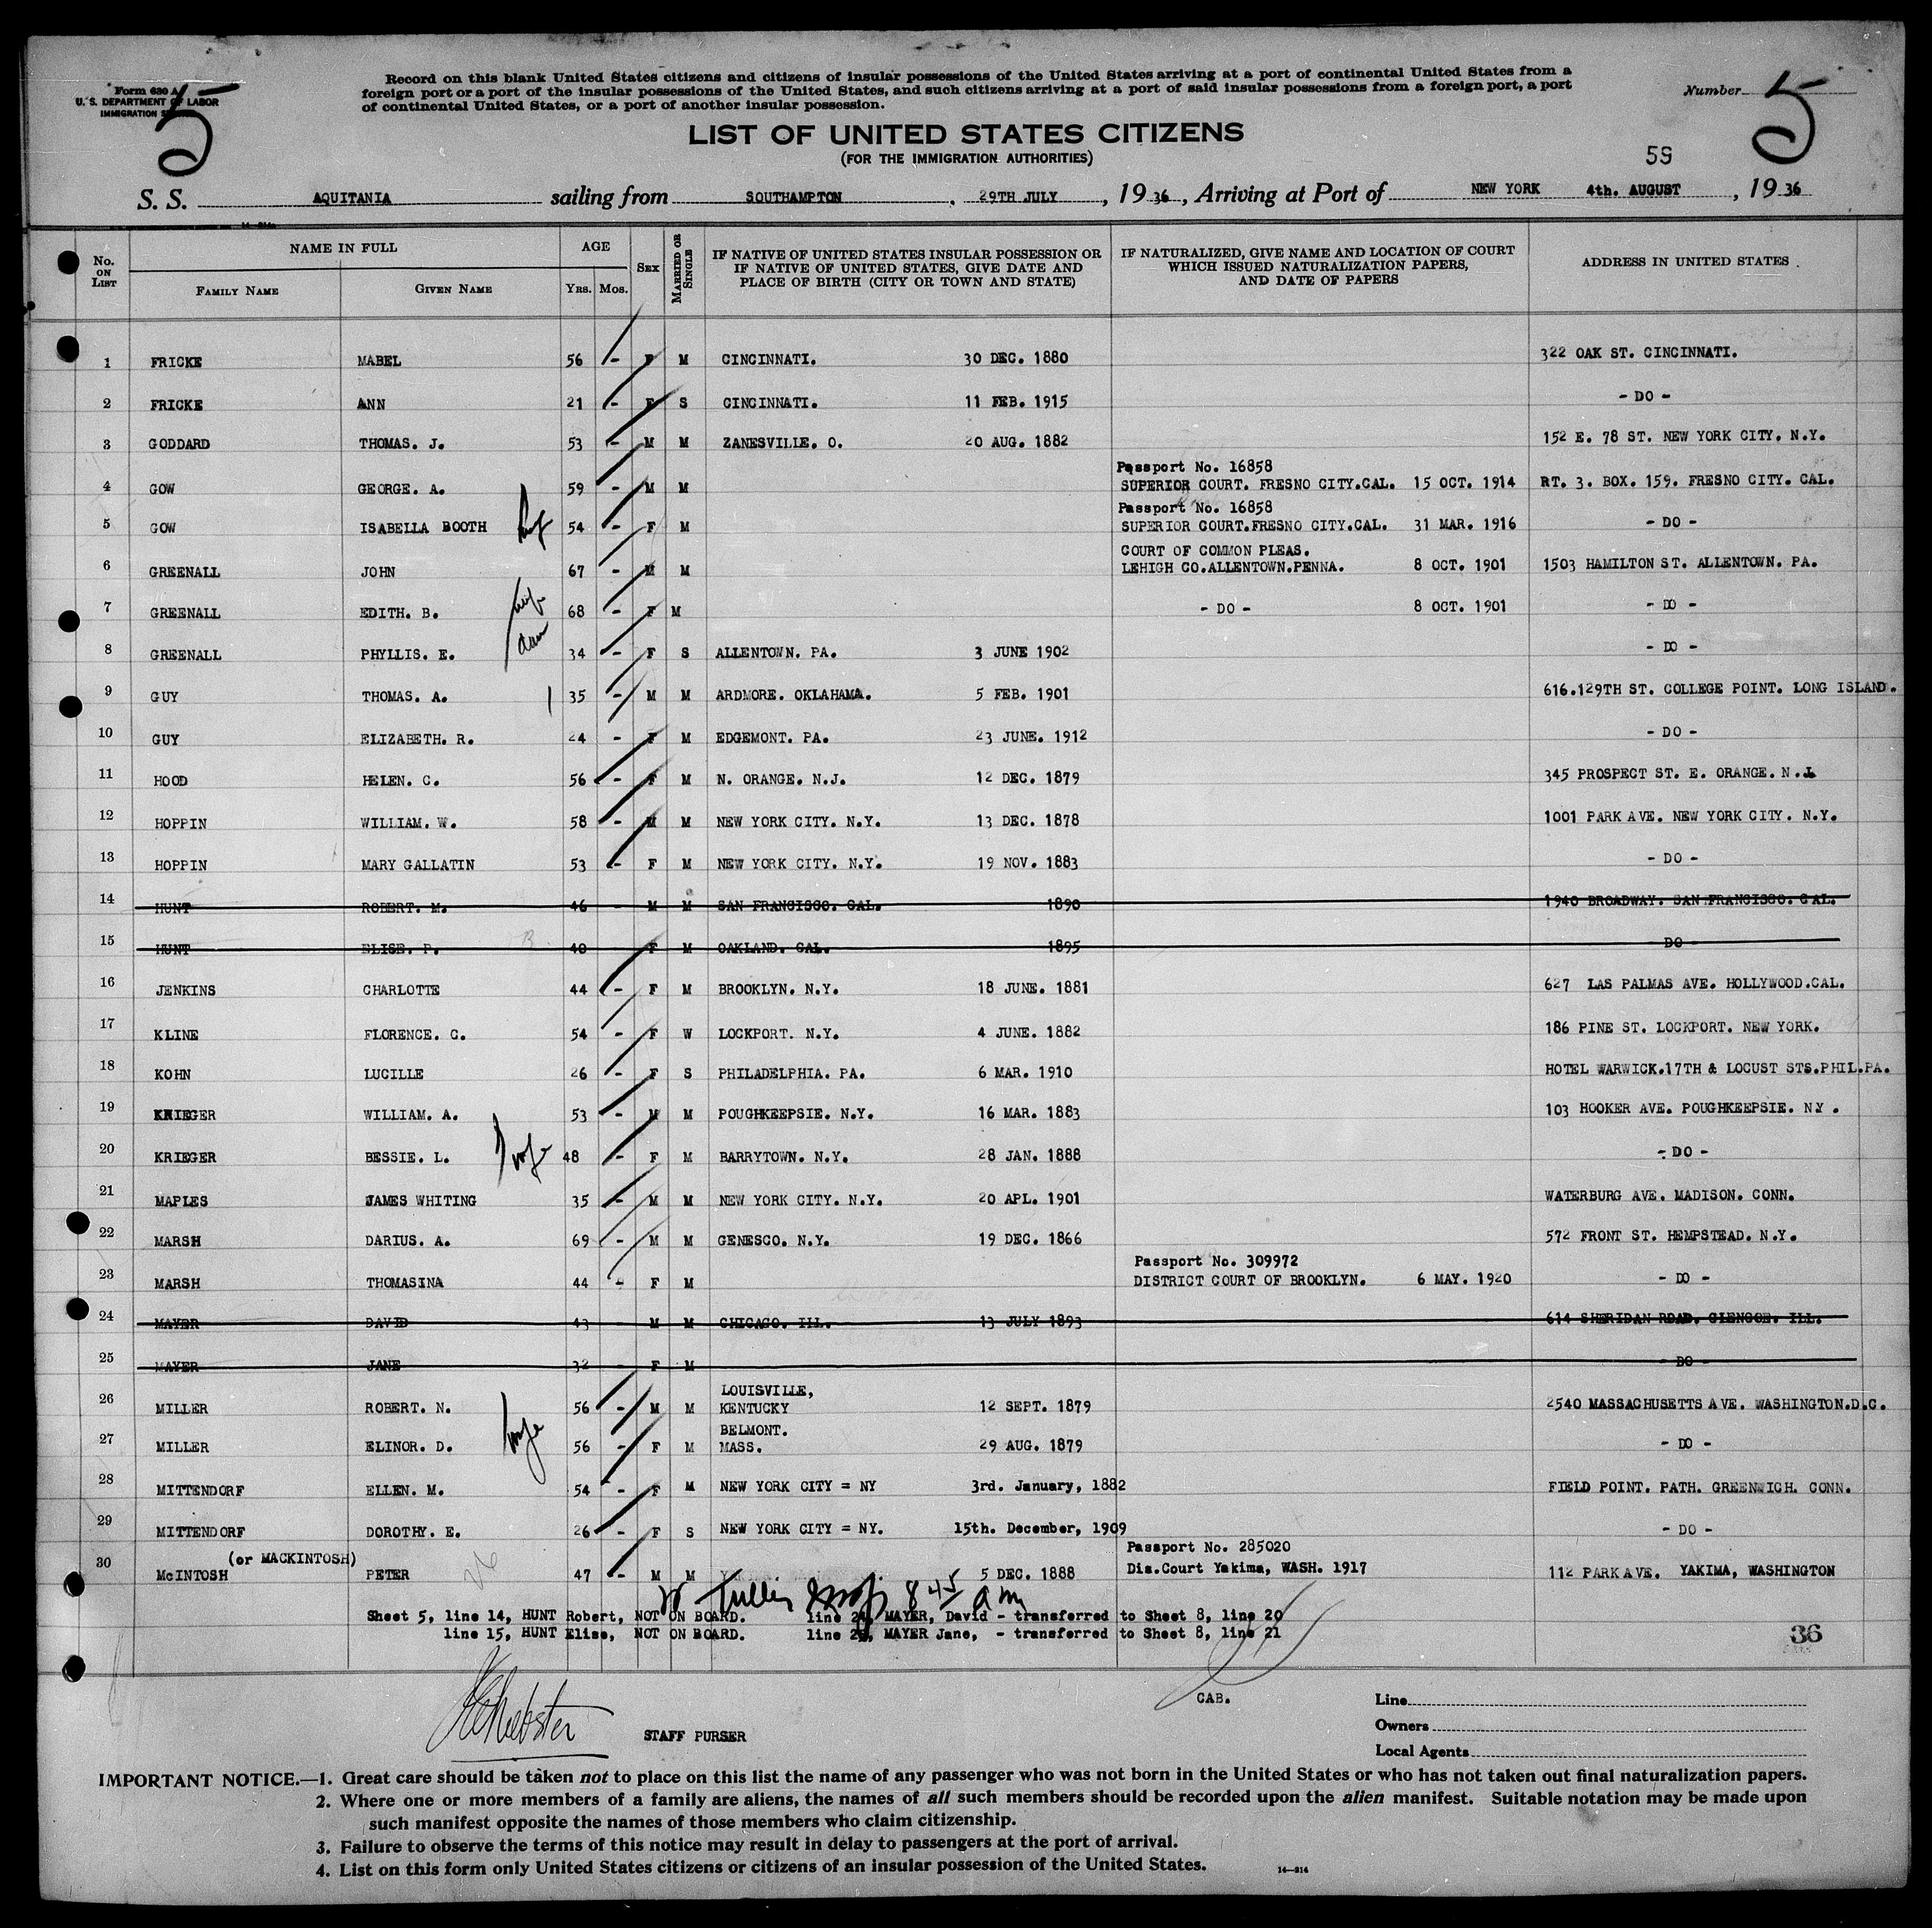 Form 630 A
U. S. DEPARTMENT OF LABOR
IMMIGRATION
5
Record on this blank United States citizens and citizens of insular possessions of the United States arriving at a port of continental United States from a
foreign port or a port of the insular possessions of the United States, and such citizens arriving at a port of said insular possessions from a foreign port, a port
of continental United States, or a port of another insular possession.
Number 5
LIST OF UNITED STATES CITIZENS
(FOR THE IMMIGRATION AUTHORITIES)
59
S. S. AQUITANIA sailing from SOUTHAMPTON, 29TH JULY, 1936, Arriving at Port of NEW YORK 4th. AUGUST, 1936
No. ON LIST
NAME IN FULL
FAMILY NAME GIVEN NAME
AGE
YRS. MOS.
SEX
MARRIED OR SINGLE
IF NATIVE OF UNITED STATES INSULAR POSSESSION OR
IF NATIVE OF UNITED STATES, GIVE DATE AND
PLACE OF BIRTH (CITY OR TOWN AND STATE)
IF NATURALIZED, GIVE NAME AND LOCATION OF COURT
WHICH ISSUED NATURALIZATION PAPERS,
AND DATE OF PAPERS
ADDRESS IN UNITED STATES
1 FRICKE MABEL 56 - F M CINCINNATI. 30 DEC. 1880 322 OAK ST. CINCINNATI.
2 FRICKE ANN 21 - F S CINCINNATI. 11 FEB. 1915 - DO -
3 GODDARD THOMAS. J. 53 - M M ZANESVILLE. O. 20 AUG. 1882 152 E. 78 ST. NEW YORK CITY. N.Y.
Passport No. 16858
4 GOW GEORGE. A. 59 - M M SUPERIOR COURT. FRESNO CITY.CAL. 15 OCT. 1914 RT. 3. BOX. 159. FRESNO CITY. CAL.
Passport No. 16858
5 GOW ISABELLA BOOTH 54 - F M SUPERIOR COURT.FRESNO CITY.CAL. 31 MAR. 1916 - DO -
COURT OF COMMON PLEAS.
6 GREENALL JOHN 67 - M M LEHIGH CO.ALLENTOWN.PENNA. 8 OCT. 1901 1503 HAMILTON ST. ALLENTOWN. PA.
7 GREENALL EDITH. B. wife 68 - F M - DO - 8 OCT. 1901 - DO -
8 GREENALL PHYLLIS. E. dau 34 - F S ALLENTOWN. PA. 3 JUNE 1902 - DO -
9 GUY THOMAS. A. 35 - M M ARDMORE. OKLAHAMA. 5 FEB. 1901 616.129TH ST. COLLEGE POINT. LONG ISLAND.
10 GUY ELIZABETH. R. 24 - F M EDGEMONT. PA. 23 JUNE. 1912 - DO -
11 HOOD HELEN. C. 56 - F M N. ORANGE. N.J. 12 DEC. 1879 345 PROSPECT ST. E. ORANGE. N.J.
12 HOPPIN WILLIAM. W. 58 - M M NEW YORK CITY. N.Y. 13 DEC. 1878 1001 PARK AVE. NEW YORK CITY. N.Y.
13 HOPPIN MARY GALLATIN 53 - F M NEW YORK CITY. N.Y. 19 NOV. 1883 - DO -
14 HUNT ROBERT. M. 46 - M M SAN FRANCISCO. CAL. 1890 1940 BROADWAY. SAN FRANCISCO. CAL.
15 HUNT ELISE. P. 40 - F M OAKLAND. CAL. 1895 - DO -
16 JENKINS CHARLOTTE 44 - F M BROOKLYN. N.Y. 18 JUNE. 1881 627 LAS PALMAS AVE. HOLLYWOOD.CAL.
17 KLINE FLORENCE. C. 54 - F W LOCKPORT. N.Y. 4 JUNE. 1882 186 PINE ST. LOCKPORT. NEW YORK.
18 KOHN LUCILLE 26 - F S PHILADELPHIA. PA. 6 MAR. 1910 HOTEL WARWICK.17TH & LOCUST STS.PHIL.PA.
19 KRIEGER WILLIAM. A. 53 - M M POUGHKEEPSIE. N.Y. 16 MAR. 1883 103 HOOKER AVE. POUGHKEEPSIE. NY .
20 KRIEGER BESSIE. L. wife 48 - F M BARRYTOWN. N.Y. 28 JAN. 1888 - DO -
21 MAPLES JAMES WHITING 35 - M M NEW YORK CITY. N.Y. 20 APL. 1901 WATERBURG AVE. MADISON. CONN.
22 MARSH DARIUS. A. 69 - M M GENESCO. N.Y. 19 DEC. 1866 572 FRONT ST. HEMPSTEAD. N.Y.
Passport No. 309972
23 MARSH THOMASINA 44 - F M DISTRICT COURT OF BROOKLYN. 6 MAY. 1920 - DO -
24 MAYER DAVID 43 - M M CHICAGO. ILL. 13 JULY 1893 614 SHERIDAN ROAD. GLENCOE. ILL.
25 MAYER JANE 32 - F M - DO -
LOUISVILLE,
26 MILLER ROBERT. N. 56 - M M KENTUCKY 12 SEPT. 1879 2540 MASSACHUSETTS AVE. WASHINGTON.D.C.
BELMONT.
27 MILLER ELINOR. D. wife 56 - F M MASS. 29 AUG. 1879 - DO -
28 MITTENDORF ELLEN. M. 54 - F M NEW YORK CITY = NY 3rd. January, 1882 FIELD POINT. PATH. GREENWICH. CONN.
29 MITTENDORF DOROTHY. E. 26 - F S NEW YORK CITY = NY. 15th. December, 1909 - DO -
(or MACKINTOSH) Passport No. 285020
30 McINTOSH PETER 47 - M M 5 DEC. 1888 Dis.Court Yakima, WASH. 1917 112 PARK AVE. YAKIMA, WASHINGTON
8 45 am
Sheet 5, line 14, HUNT Robert, NOT ON BOARD. line 24, MAYER, David - transferred to Sheet 8, line 20
line 15, HUNT Elise, NOT ON BOARD. line 25, MAYER Jane, - transferred to Sheet 8, line 21
36
CAB.
Webster STAFF PURSER
Line
Owners
Local Agents
IMPORTANT NOTICE.—1. Great care should be taken not to place on this list the name of any passenger who was not born in the United States or who has not taken out final naturalization papers.
2. Where one or more members of a family are aliens, the names of all such members should be recorded upon the alien manifest. Suitable notation may be made upon
such manifest opposite the names of those members who claim citizenship.
3. Failure to observe the terms of this notice may result in delay to passengers at the port of arrival.
4. List on this form only United States citizens or citizens of an insular possession of the United States.
14—814